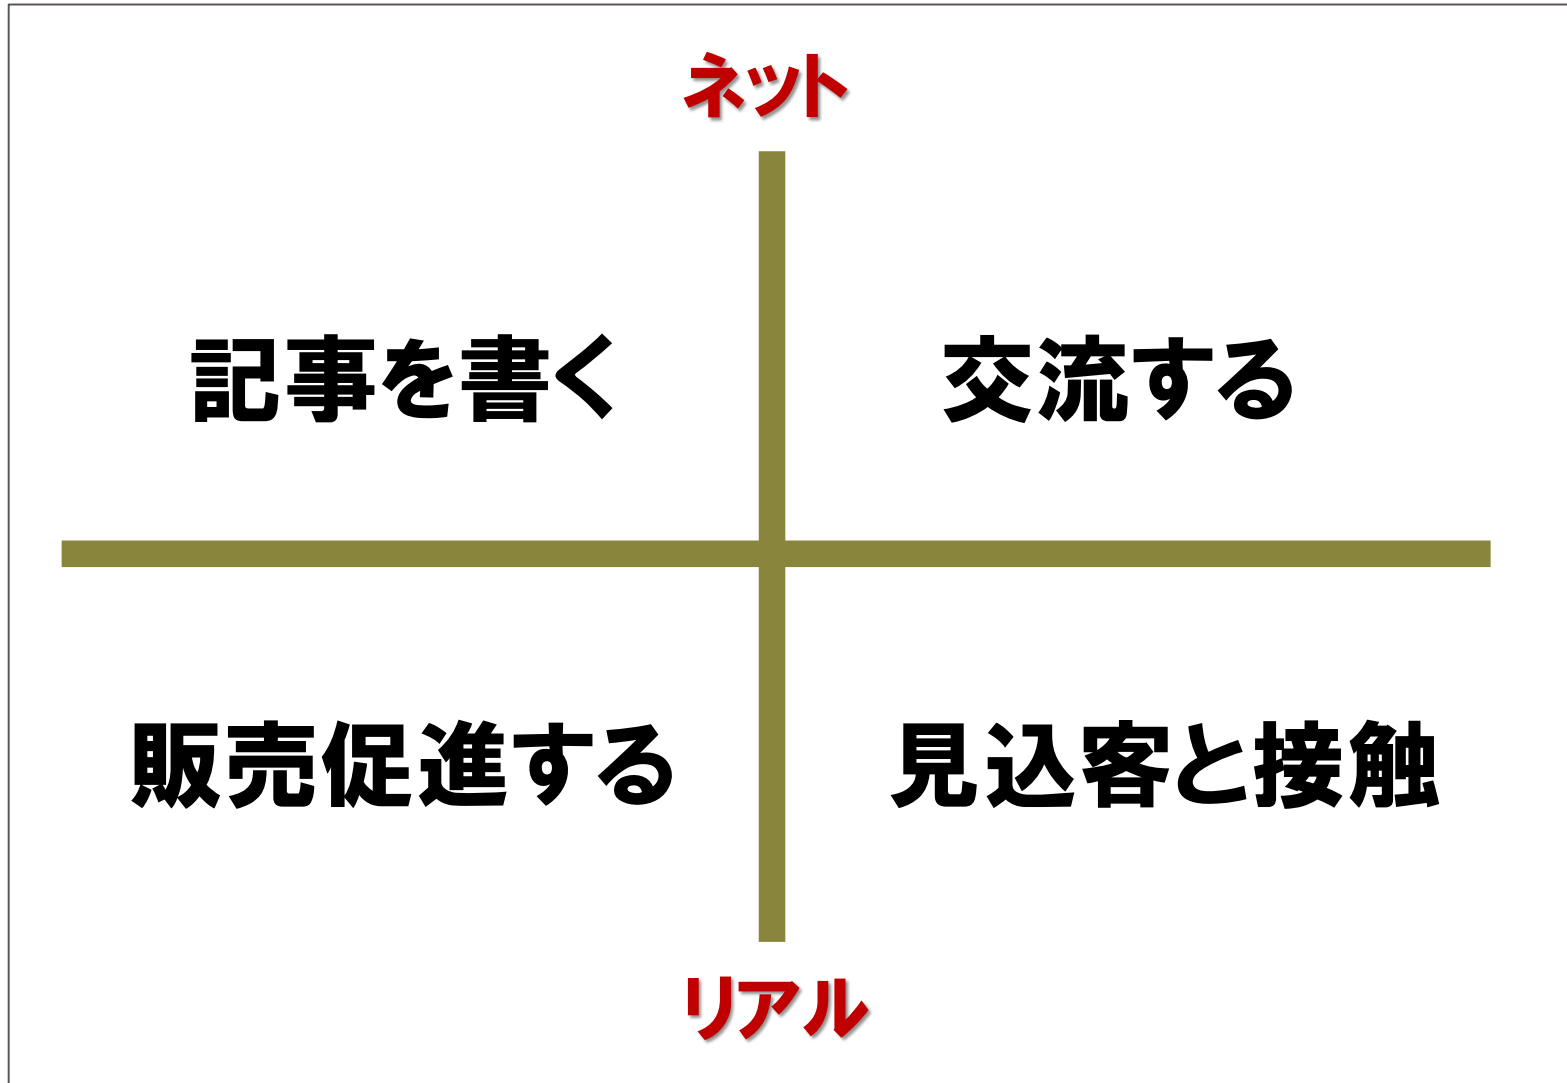 ネット
記事を書く
交流する
販売促進する
見込客と接触
リアル